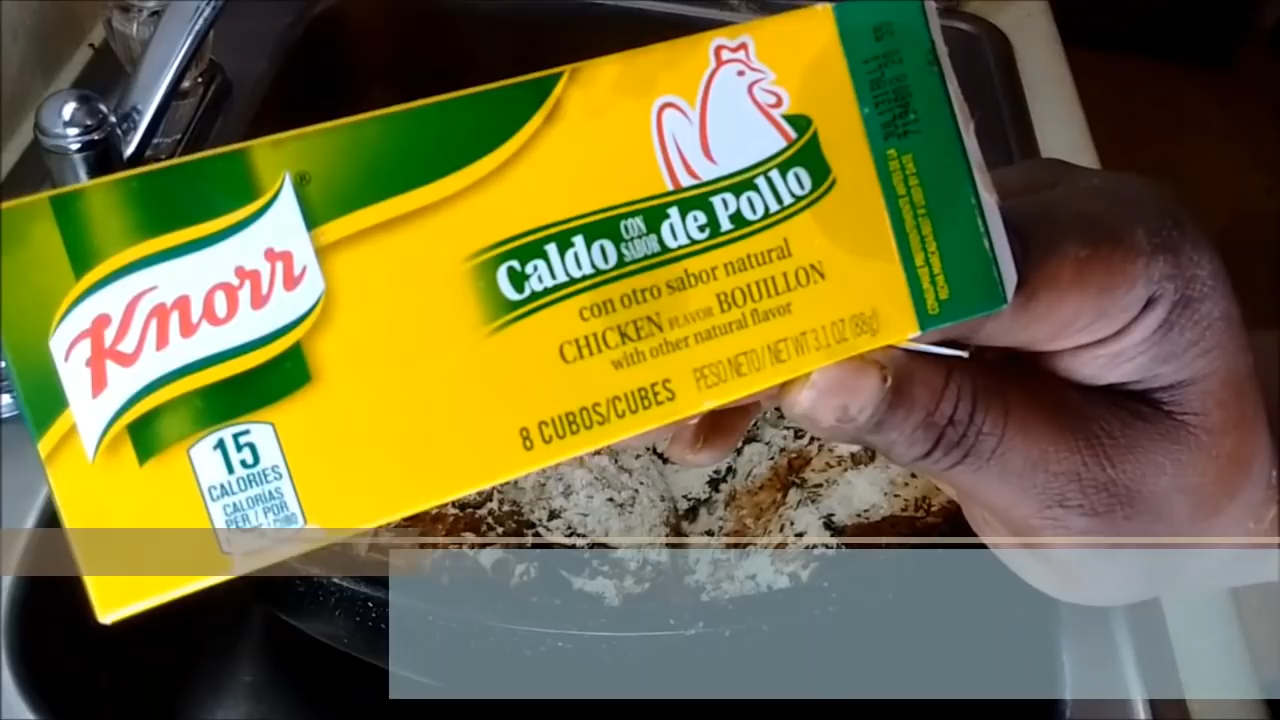 Knorr®
Caldo CON SABOR de Pollo
con otro sabor natural
CHICKEN FLAVOR BOUILLON
with other natural flavor
8 CUBOS/CUBES PESO NETO / NET WT 3.1 OZ (88g)
15
CALORIES
CALORÍAS
PER / POR